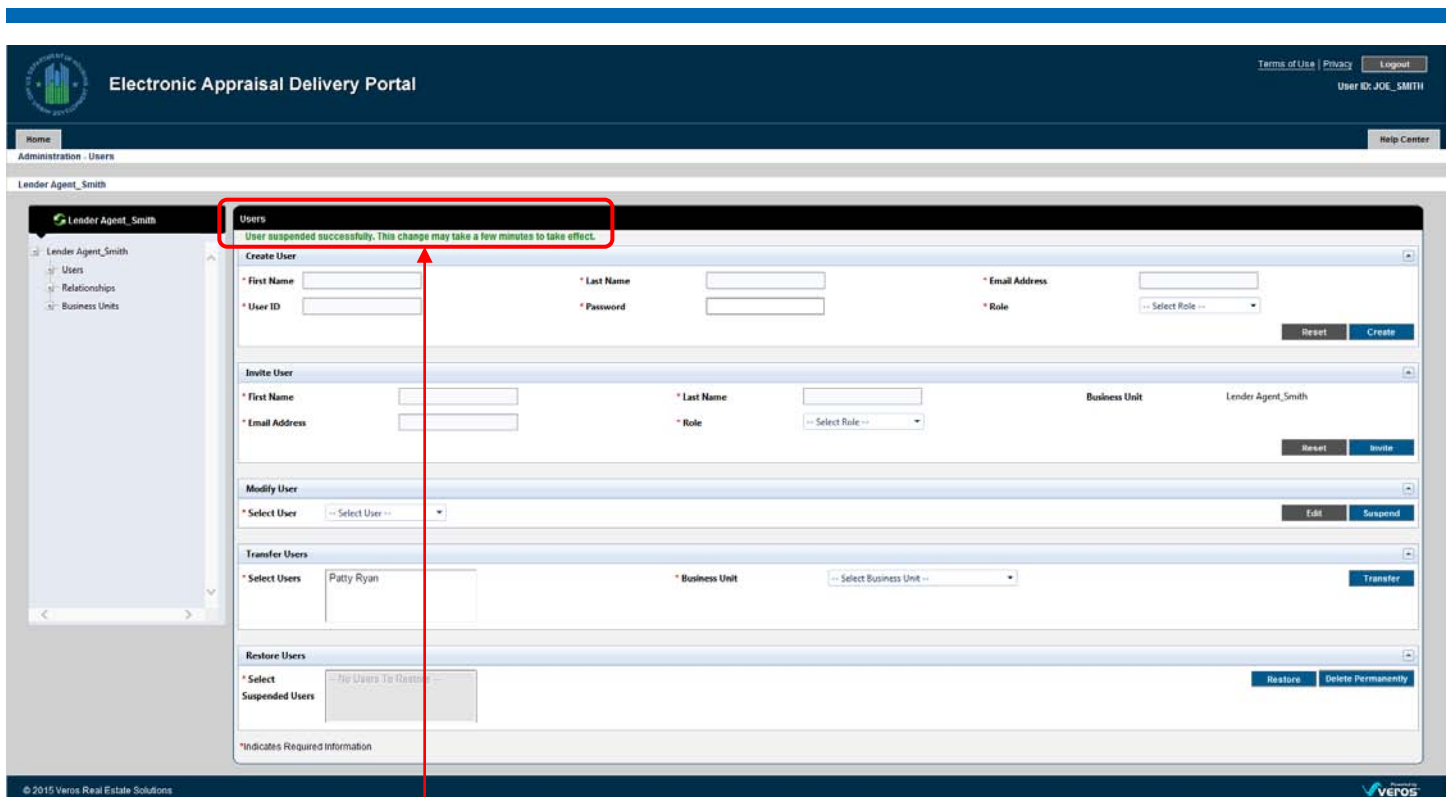 Terms of Use | Privacy Logout
Electronic Appraisal Delivery Portal
User ID: JOE_SMITH
Home Help Center
Administration - Users
Lender Agent_Smith
Lender Agent_Smith
Lender Agent_Smith
Users
Relationships
Business Units
Users
User suspended successfully. This change may take a few minutes to take effect.
Create User
* First Name * Last Name * Email Address
* User ID * Password * Role -- Select Role --
Reset Create
Invite User
* First Name * Last Name Business Unit Lender Agent_Smith
* Email Address * Role -- Select Role --
Reset Invite
Modify User
* Select User -- Select User -- Edit Suspend
Transfer Users
* Select Users Patty Ryan * Business Unit -- Select Business Unit -- Transfer
Restore Users
* Select -- No Users To Restore -- Restore Delete Permanently
Suspended Users
*Indicates Required Information
© 2015 Veros Real Estate Solutions
Powered by
veros